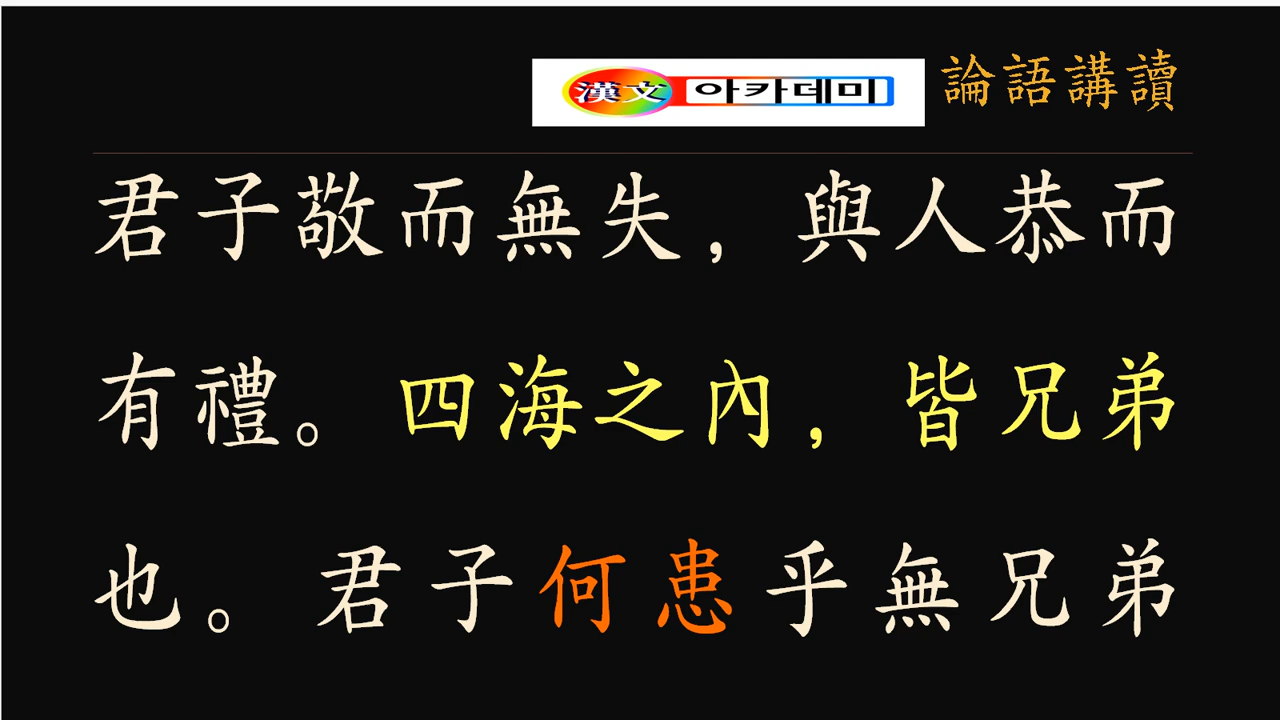 漢文 아카데미 論語講讀
君子敬而無失，與人恭而
有禮。四海之內，皆兄弟
也。君子何患乎無兄弟